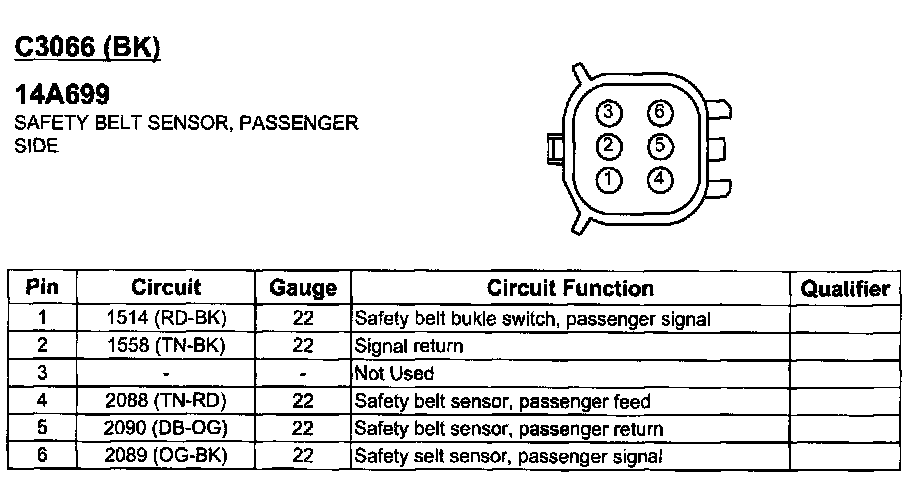 C3066 (BK)
14A699
SAFETY BELT SENSOR, PASSENGER
SIDE
3 6
2 5
1 4
Pin Circuit Gauge Circuit Function Qualifier
1 1514 (RD-BK) 22 Safety belt bukle switch, passenger signal
2 1558 (TN-BK) 22 Signal return
3 - - Not Used
4 2088 (TN-RD) 22 Safety belt sensor, passenger feed
5 2090 (DB-OG) 22 Safety belt sensor, passenger return
6 2089 (OG-BK) 22 Safety selt sensor, passenger signal